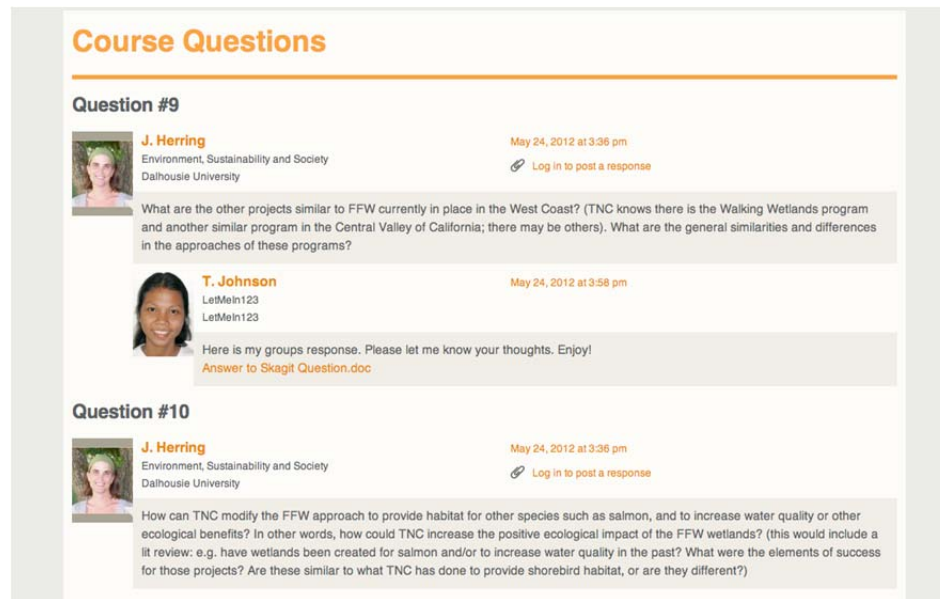 Course Questions
Question #9
J. Herring
May 24, 2012 at 3:36 pm
Environment, Sustainability and Society
Log in to post a response
Dalhousie University
What are the other projects similar to FFW currently in place in the West Coast? (TNC knows there is the Walking Wetlands program
and another similar program in the Central Valley of California; there may be others). What are the general similarities and differences
in the approaches of these programs?
T. Johnson
May 24, 2012 at 3:58 pm
LetMeIn123
LetMeIn123
Here is my groups response. Please let me know your thoughts. Enjoy!
Answer to Skagit Question.doc
Question #10
J. Herring
May 24, 2012 at 3:36 pm
Environment, Sustainability and Society
Log in to post a response
Dalhousie University
How can TNC modify the FFW approach to provide habitat for other species such as salmon, and to increase water quality or other
ecological benefits? In other words, how could TNC increase the positive ecological impact of the FFW wetlands? (this would include a
lit review: e.g. have wetlands been created for salmon and/or to increase water quality in the past? What were the elements of success
for those projects? Are these similar to what TNC has done to provide shorebird habitat, or are they different?)